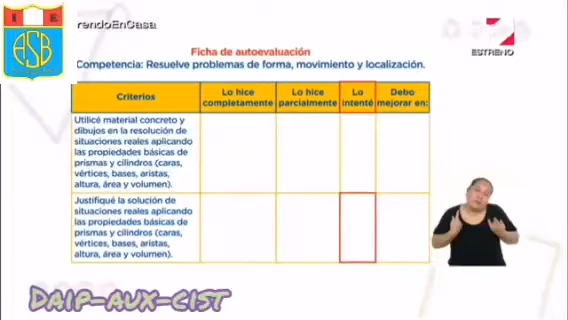 I E
ASB
rendoEnCasa
ESTRENO
Ficha de autoevaluación
Competencia: Resuelve problemas de forma, movimiento y localización.
Criterios
Lo hice completamente
Lo hice parcialmente
Lo intenté
Debo mejorar en:
Utilicé material concreto y
dibujos en la resolución de
situaciones reales aplicando
las propiedades básicas de
prismas y cilindros (caras,
vértices, bases, aristas,
altura, área y volumen).
Justifiqué la solución de
situaciones reales aplicando
las propiedades básicas de
prismas y cilindros (caras,
vértices, bases, aristas,
altura, área y volumen).
DAIP-AUX-CIST